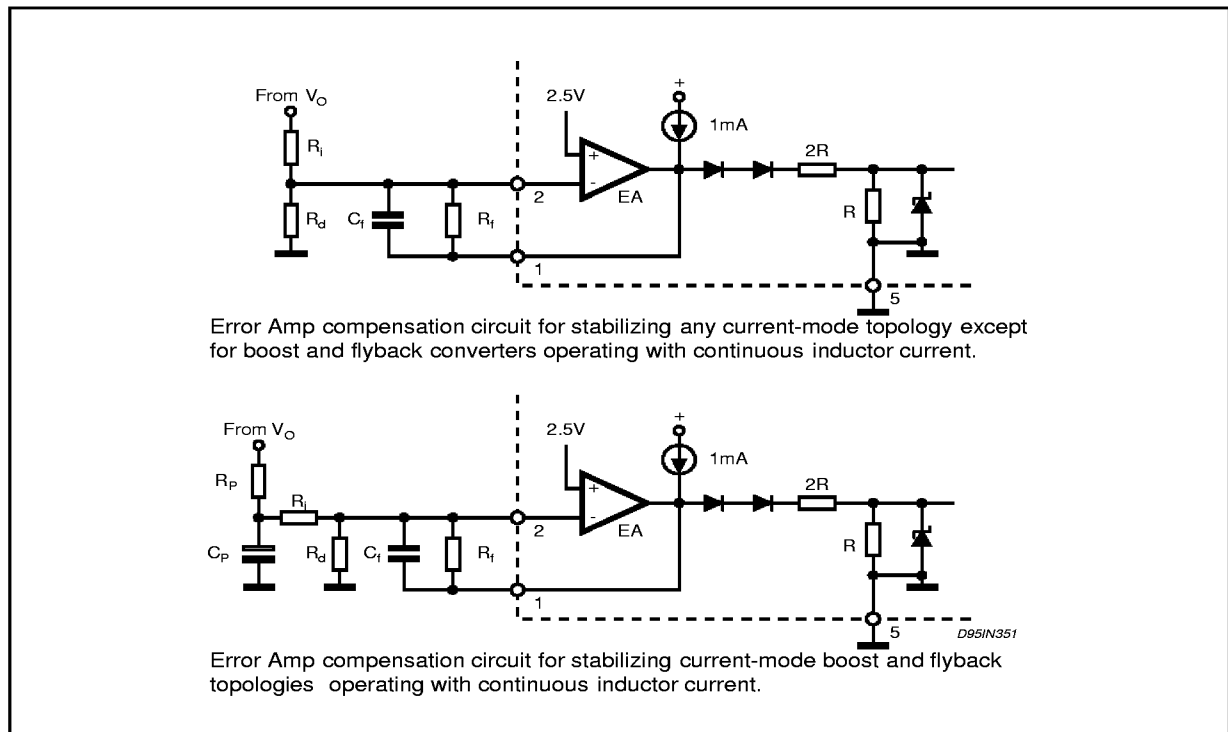 From VO
Ri
Rd
Cf
Rf
2.5V
+
-
EA
2
1
+
1mA
2R
R
5
Error Amp compensation circuit for stabilizing any current-mode topology except
for boost and flyback converters operating with continuous inductor current.
From VO
RP
CP
Ri
Rd
Cf
Rf
2.5V
+
-
EA
2
1
+
1mA
2R
R
5
D95IN351
Error Amp compensation circuit for stabilizing current-mode boost and flyback
topologies operating with continuous inductor current.